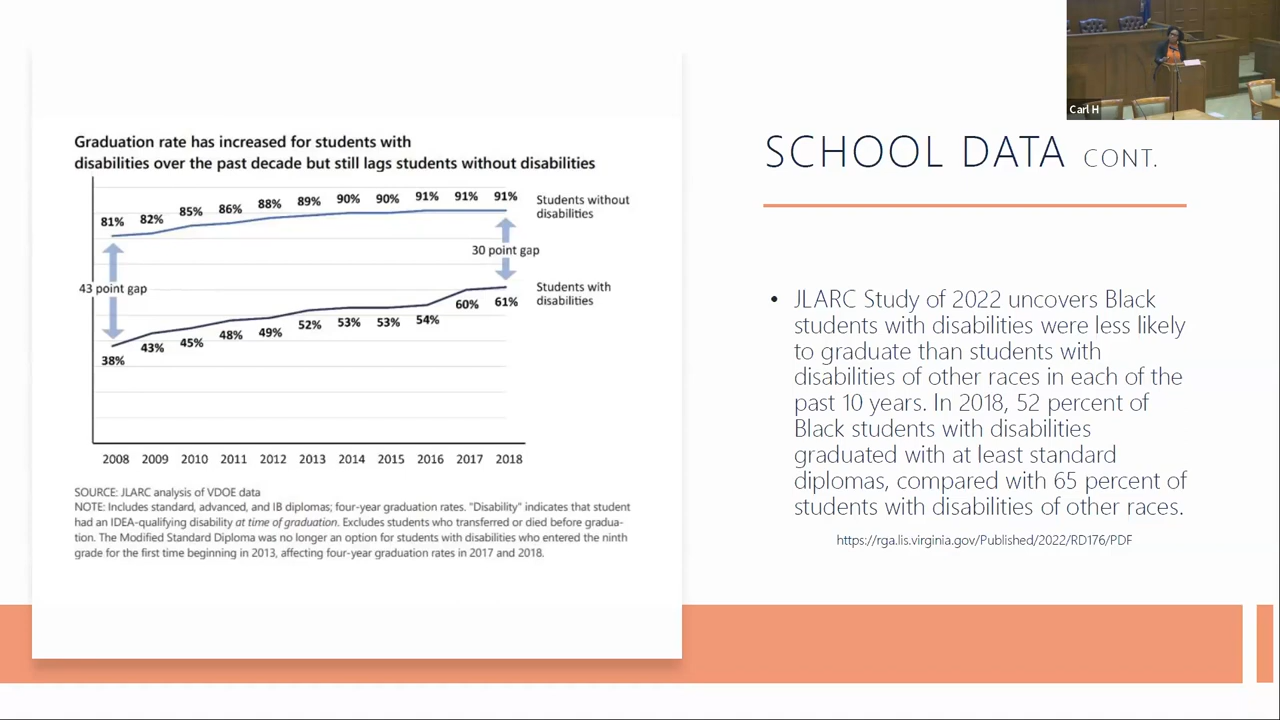 Carl H
SCHOOL DATA CONT.
Graduation rate has increased for students with
disabilities over the past decade but still lags students without disabilities
81% 82% 85% 86% 88% 89% 90% 90% 91% 91% 91%
Students without
disabilities
43 point gap
30 point gap
Students with
disabilities
38% 43% 45% 48% 49% 52% 53% 53% 54% 60% 61%
2008 2009 2010 2011 2012 2013 2014 2015 2016 2017 2018
SOURCE: JLARC analysis of VDOE data
NOTE: Includes standard, advanced, and IB diplomas; four-year graduation rates. "Disability" indicates that student
had an IDEA-qualifying disability at time of graduation. Excludes students who transferred or died before gradua-
tion. The Modified Standard Diploma was no longer an option for students with disabilities who entered the ninth
grade for the first time beginning in 2013, affecting four-year graduation rates in 2017 and 2018.
• JLARC Study of 2022 uncovers Black
students with disabilities were less likely
to graduate than students with
disabilities of other races in each of the
past 10 years. In 2018, 52 percent of
Black students with disabilities
graduated with at least standard
diplomas, compared with 65 percent of
students with disabilities of other races.
https://rga.lis.virginia.gov/Published/2022/RD176/PDF